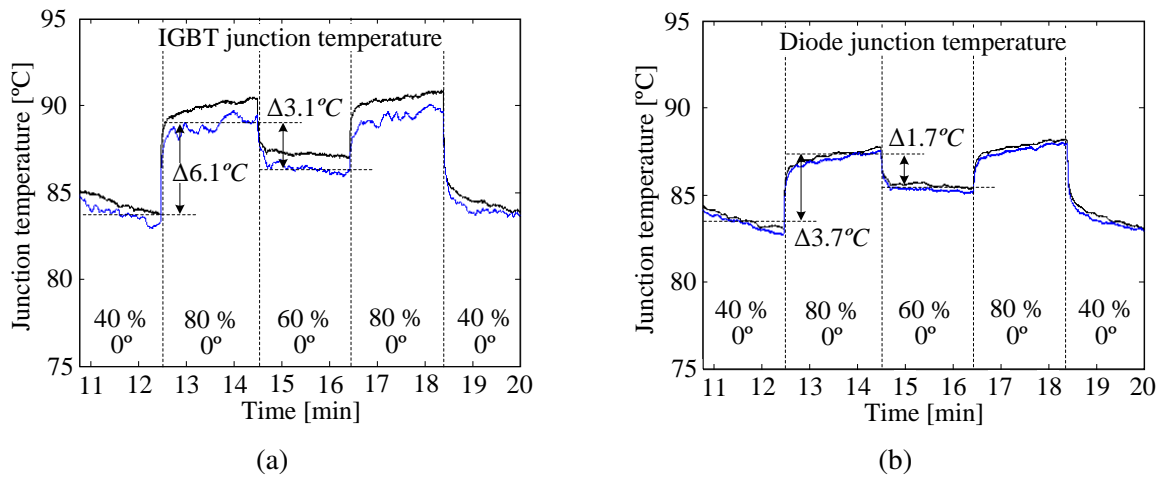 IGBT junction temperature
Junction temperature [ºC]
95
90
85
80
75
Δ6.1ºC
Δ3.1ºC
40 % 80 % 60 % 80 % 40 %
0º 0º 0º 0º 0º
11 12 13 14 15 16 17 18 19 20
Time [min]
(a)
Diode junction temperature
Junction temperature [ºC]
95
90
85
80
75
Δ1.7ºC
Δ3.7ºC
40 % 80 % 60 % 80 % 40 %
0º 0º 0º 0º 0º
11 12 13 14 15 16 17 18 19 20
Time [min]
(b)